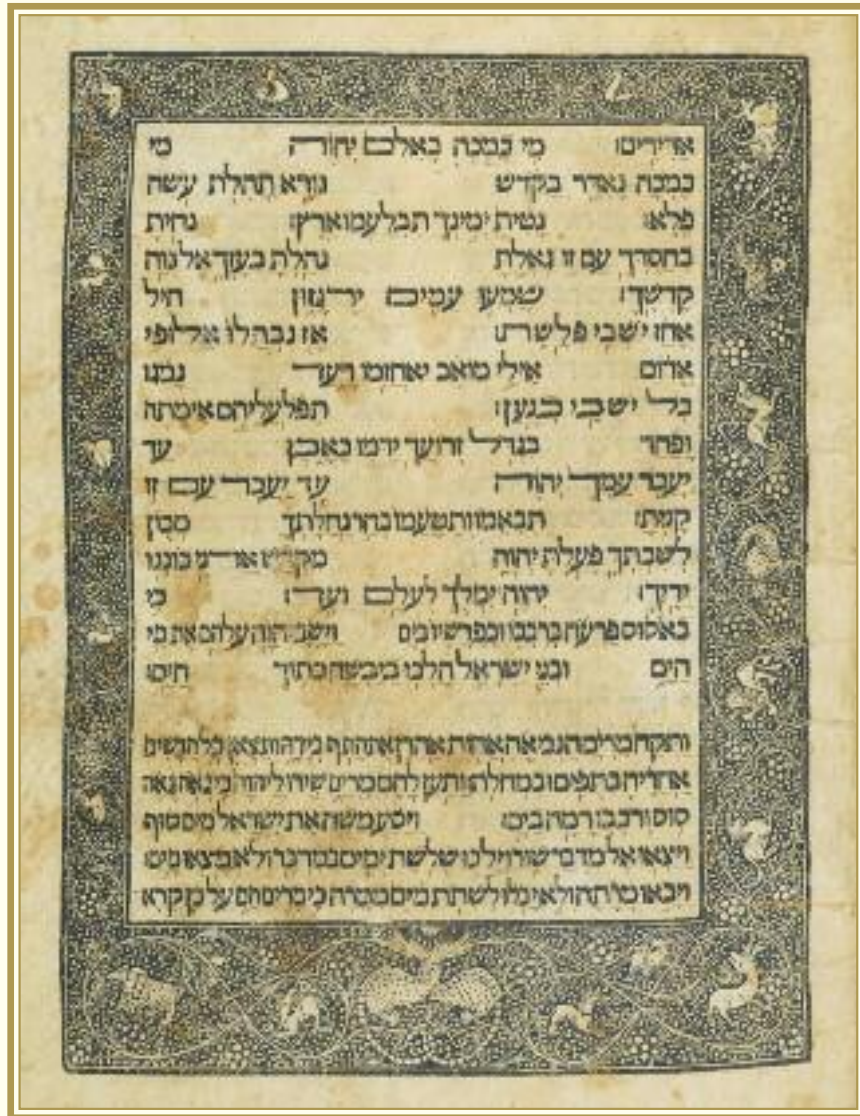 אדירים׃ מי כמכה באלם יהוה מי
כמכה נאדר בקדש נורא תהלת עשה
פלא׃ נטית ימינך תבלעמו ארץ׃ נחית
בחסדך עם זו גאלת נהלת בעזך אל נוה
קדשך׃ שמעו עמים ירגזון חיל
אחז ישבי פלשת׃ אז נבהלו אלופי
אדום אילי מואב יאחזמו רעד נמגו
כל ישבי כנען׃ תפל עליהם אימתה
ופחד בגדל זרועך ידמו כאבן עד
יעבר עמך יהוה עד יעבר עם זו
קנית׃ תבאמו ותטעמו בהר נחלתך מכון
לשבתך פעלת יהוה מקדש אדני כוננו
ידיך׃ יהוה ימלך לעלם ועד׃ כי
בא סוס פרעה ברכבו ובפרשיו בים וישב יהוה עלהם את מי
הים ובני ישראל הלכו ביבשה בתוך הים׃
ותקח מרים הנביאה אחות אהרן את התף בידה ותצאן כל הנשים
אחריה בתפים ובמחלת׃ ותען להם מרים שירו ליהוה כי גאה גאה
סוס ורכבו רמה בים׃ ויסע משה את ישראל מים סוף
ויצאו אל מדבר שור וילכו שלשת ימים במדבר ולא מצאו מים׃
ויבאו מרתה ולא יכלו לשתת מים ממרה כי מרים הם על כן קרא